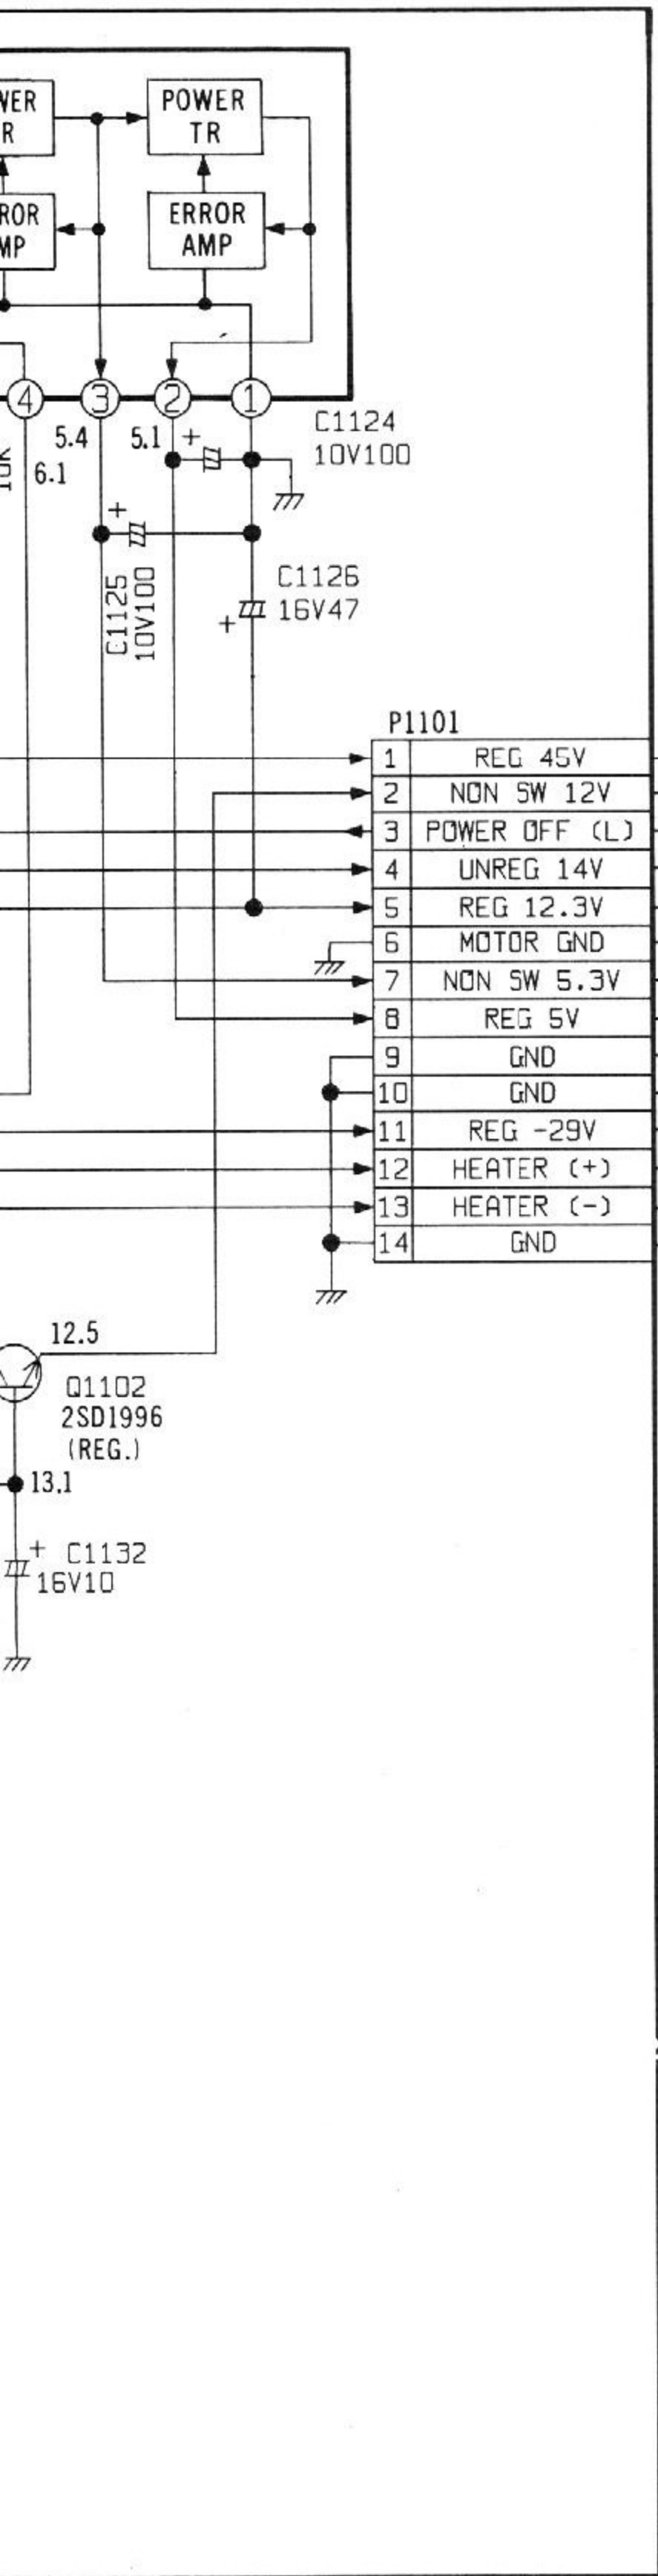 POWER
TR
ERROR
AMP
4
3
2
1
5.4
5.1
+
6.1
C1124
10V100
+
C1125
10V100
C1126
+
16V47
P1101
1 REG 45V
2 NON SW 12V
3 POWER OFF (L)
4 UNREG 14V
5 REG 12.3V
6 MOTOR GND
7 NON SW 5.3V
8 REG 5V
9 GND
10 GND
11 REG -29V
12 HEATER (+)
13 HEATER (-)
14 GND
12.5
Q1102
2SD1996
(REG.)
13.1
+ C1132
16V10